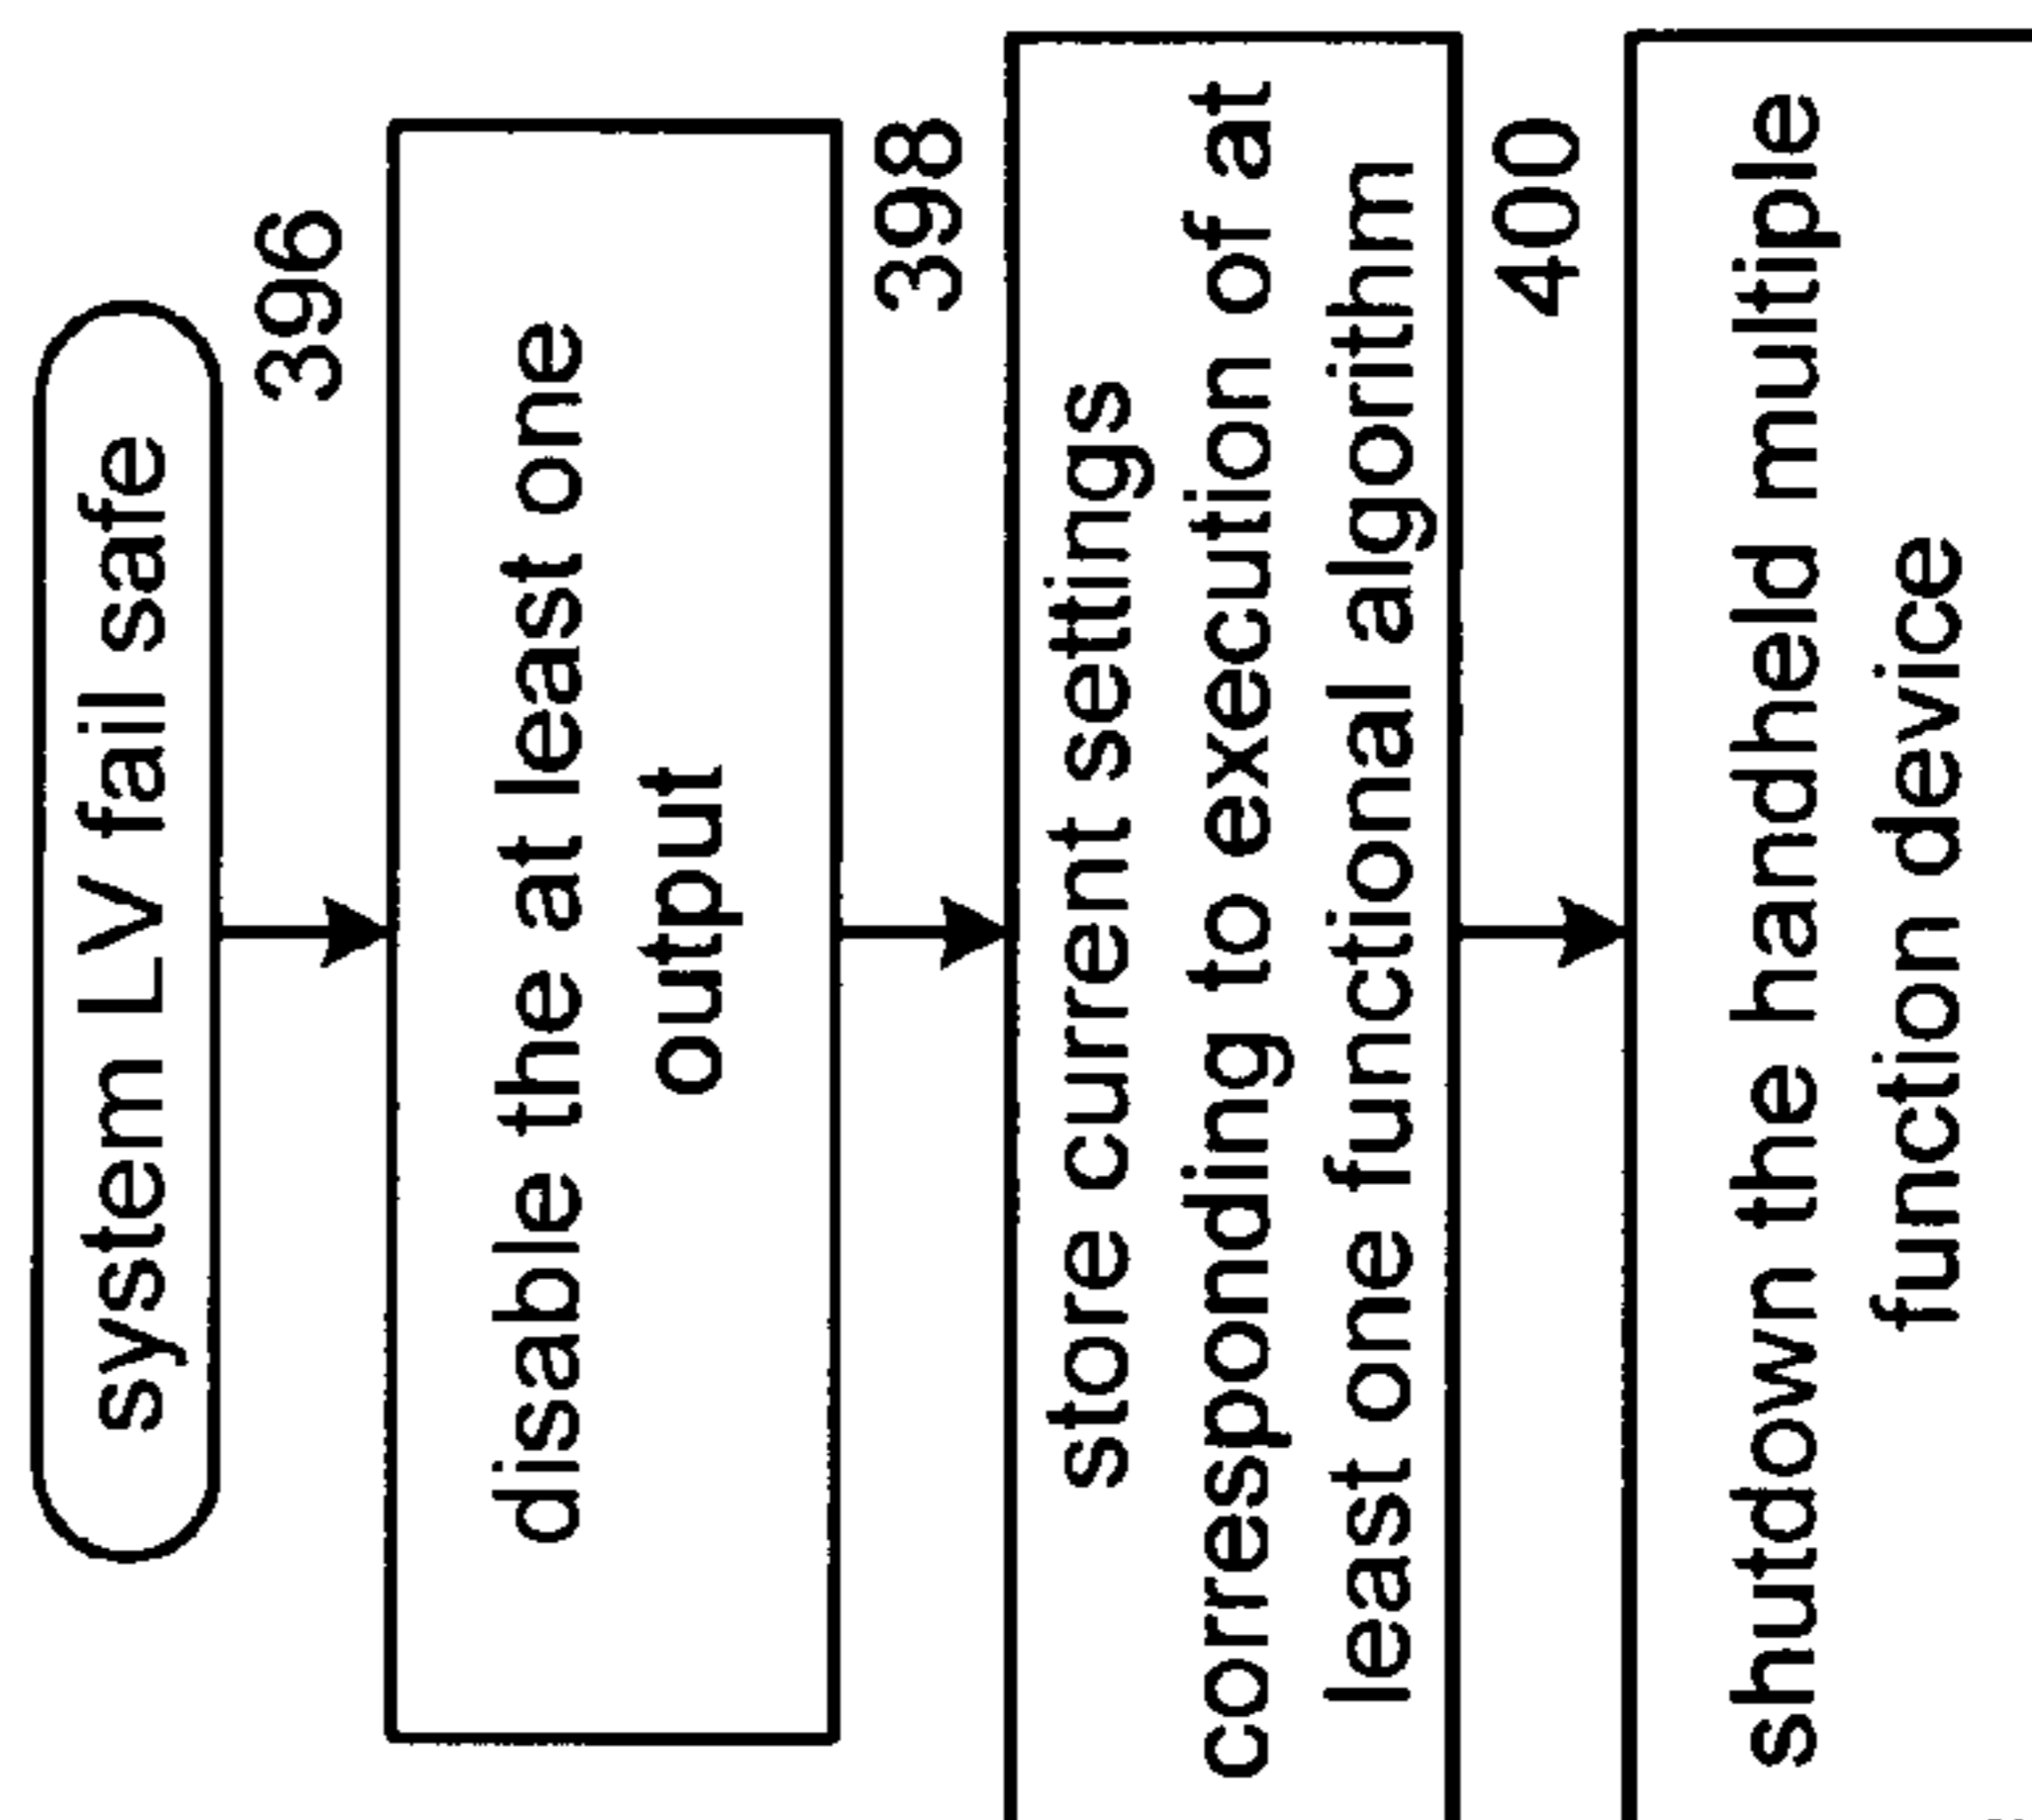 system LV fail safe
396
disable the at least one
output
398
store current settings
corresponding to execution of at
least one functional algorithm
400
shutdown the handheld multiple
function device